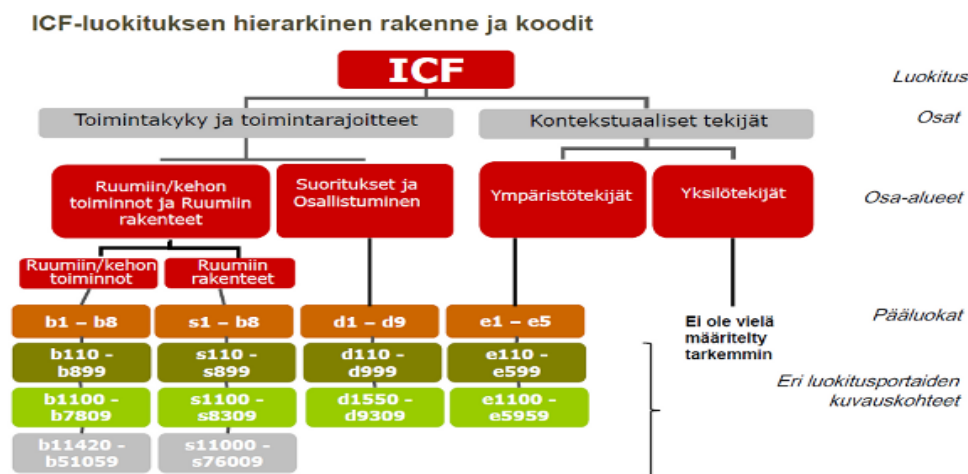 ICF-luokituksen hierarkinen rakenne ja koodit
ICF
Luokitus
Toimintakyky ja toimintarajoitteet
Kontekstuaaliset tekijät
Osat
Ruumiin/kehon
toiminnot ja Ruumiin
rakenteet
Suoritukset ja
Osallistuminen
Ympäristötekijät
Yksilötekijät
Osa-alueet
Ruumiin/kehon
toiminnot
Ruumiin
rakenteet
b1 – b8
s1 – b8
d1 – d9
e1 – e5
Ei ole vielä
määritelty
tarkemmin
Pääluokat
b110 -
b899
s110 -
s899
d110 -
d999
e110 -
e599
Eri luokitusportaiden
kuvauskohteet
b1100 -
b7809
s1100 -
s8309
d1550 -
d9309
e1100 -
e5959
b11420 -
b51059
s11000 -
s76009